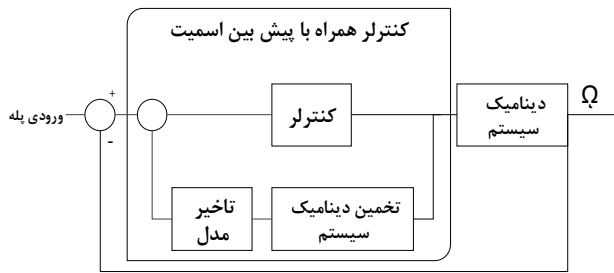 کنترلر همراه با پیش بین اسمیت
ورودی پله
+
-
کنترلر
دینامیک
سیستم
Ω
تاخیر
مدل
تخمین دینامیک
سیستم